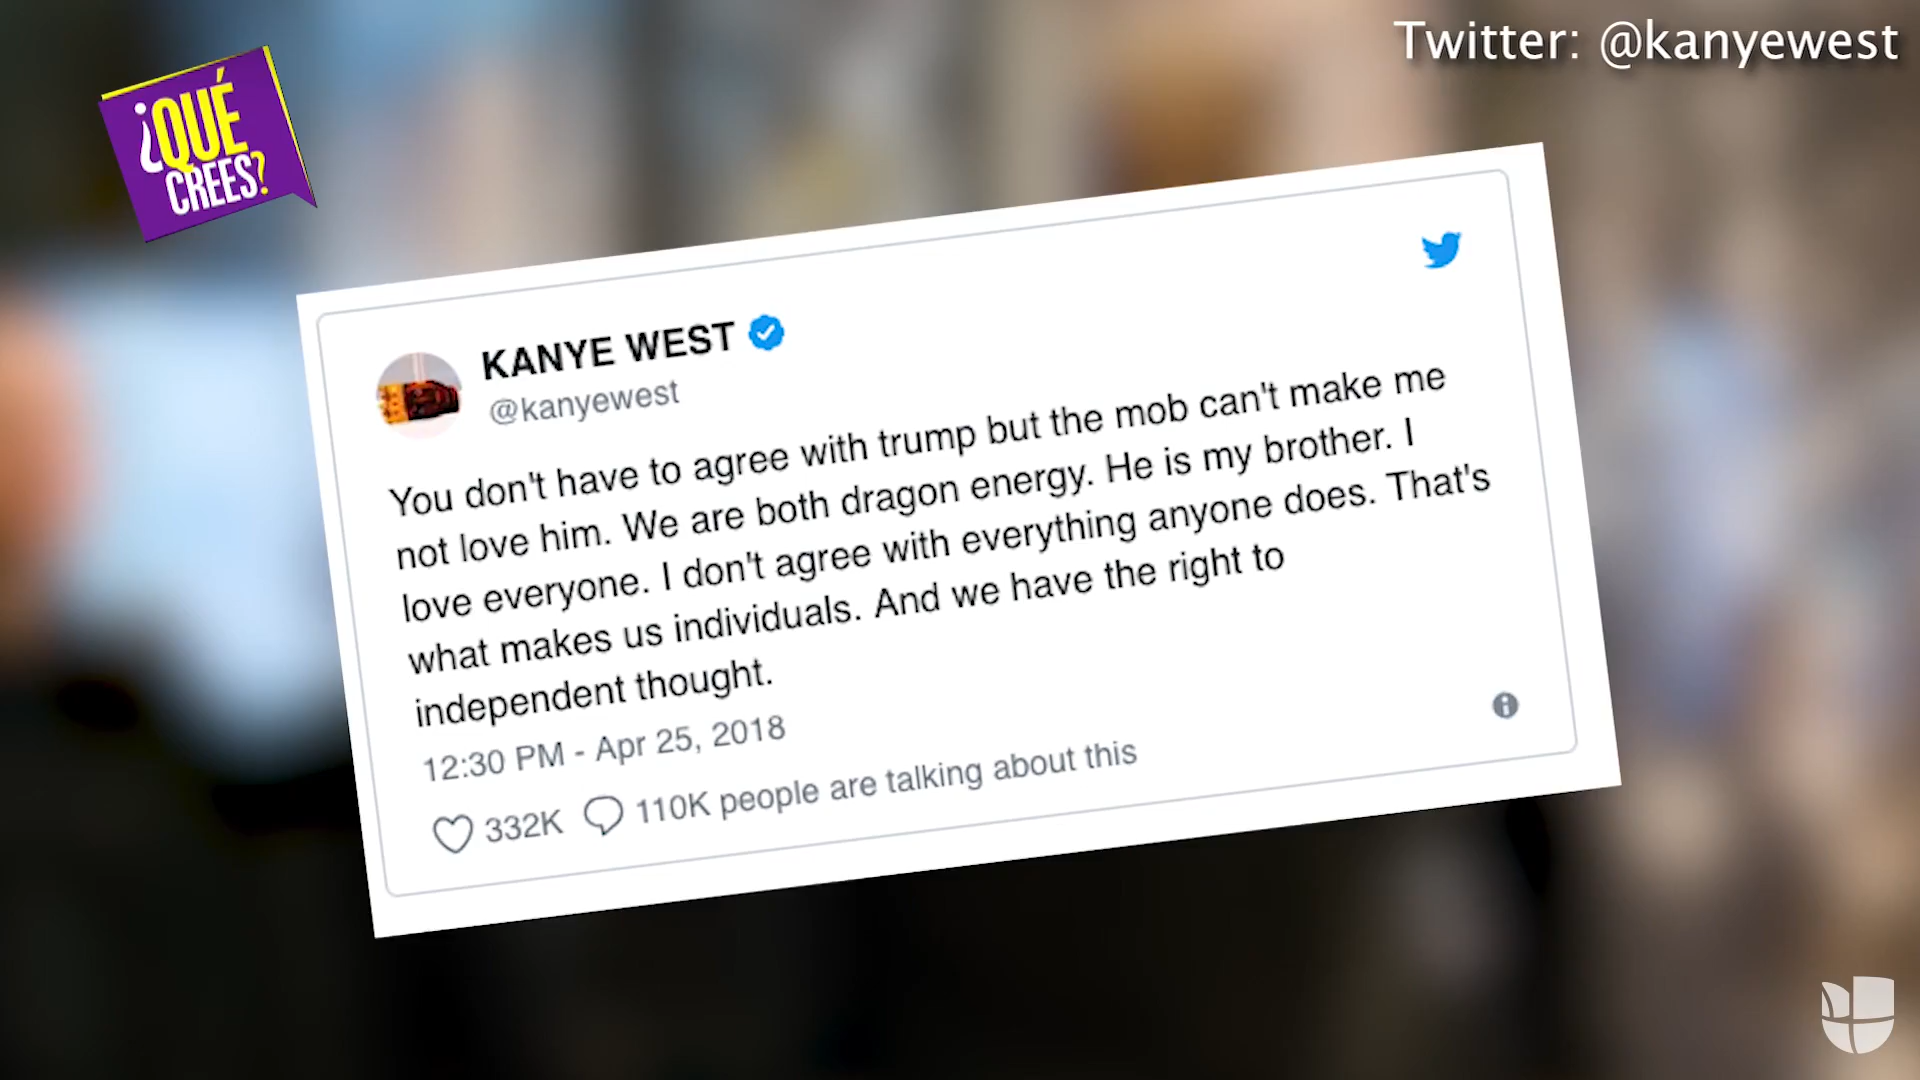 Twitter: @kanyewest
¿QUÉ
CREES?
KANYE WEST
@kanyewest
You don't have to agree with trump but the mob can't make me
not love him. We are both dragon energy. He is my brother. I
love everyone. I don't agree with everything anyone does. That's
what makes us individuals. And we have the right to
independent thought.
12:30 PM - Apr 25, 2018
332K 110K people are talking about this